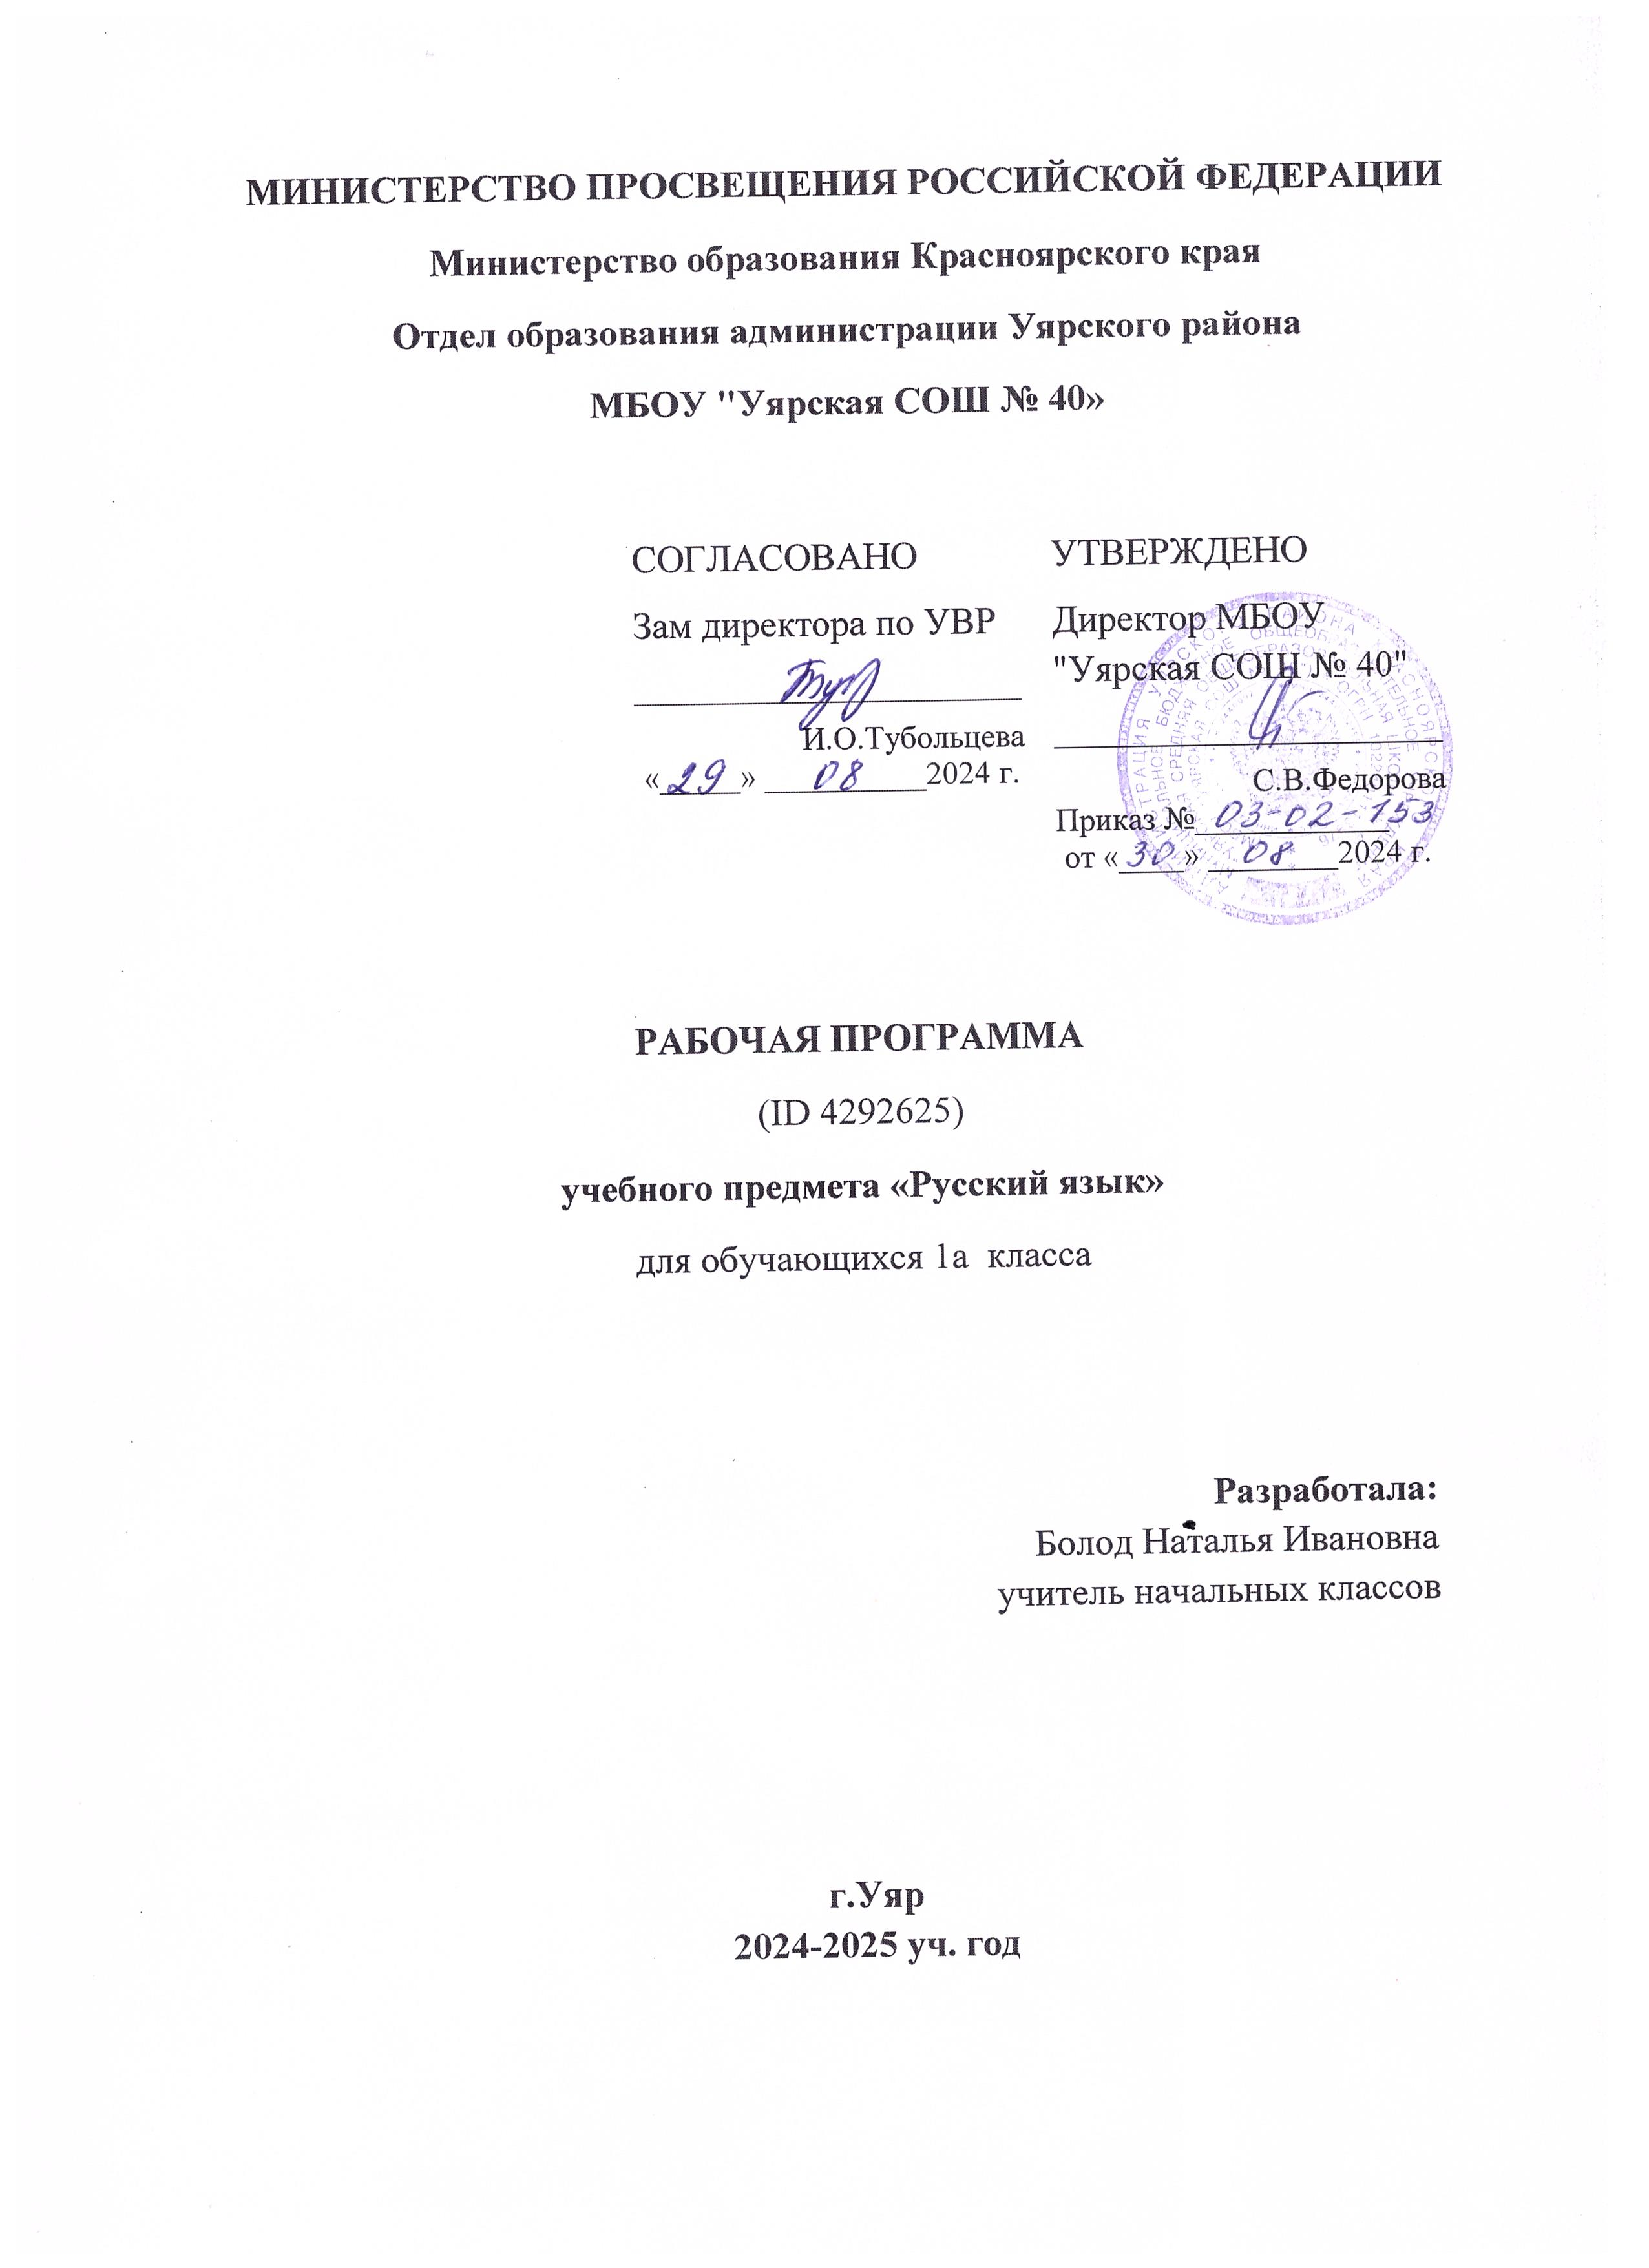 МИНИСТЕРСТВО ПРОСВЕЩЕНИЯ РОССИЙСКОЙ ФЕДЕРАЦИИ
Министерство образования Красноярского края
Отдел образования администрации Уярского района
МБОУ "Уярская СОШ № 40»
СОГЛАСОВАНО
Зам директора по УВР
И.О.Тубольцева
«29» 08 2024 г.
УТВЕРЖДЕНО
Директор МБОУ
"Уярская СОШ № 40"
С.В.Федорова
Приказ № 03-02-153
от «30» 08 2024 г.
РАБОЧАЯ ПРОГРАММА
(ID 4292625)
учебного предмета «Русский язык»
для обучающихся 1а класса
Разработала:
Болод Наталья Ивановна
учитель начальных классов
г.Уяр
2024-2025 уч. год